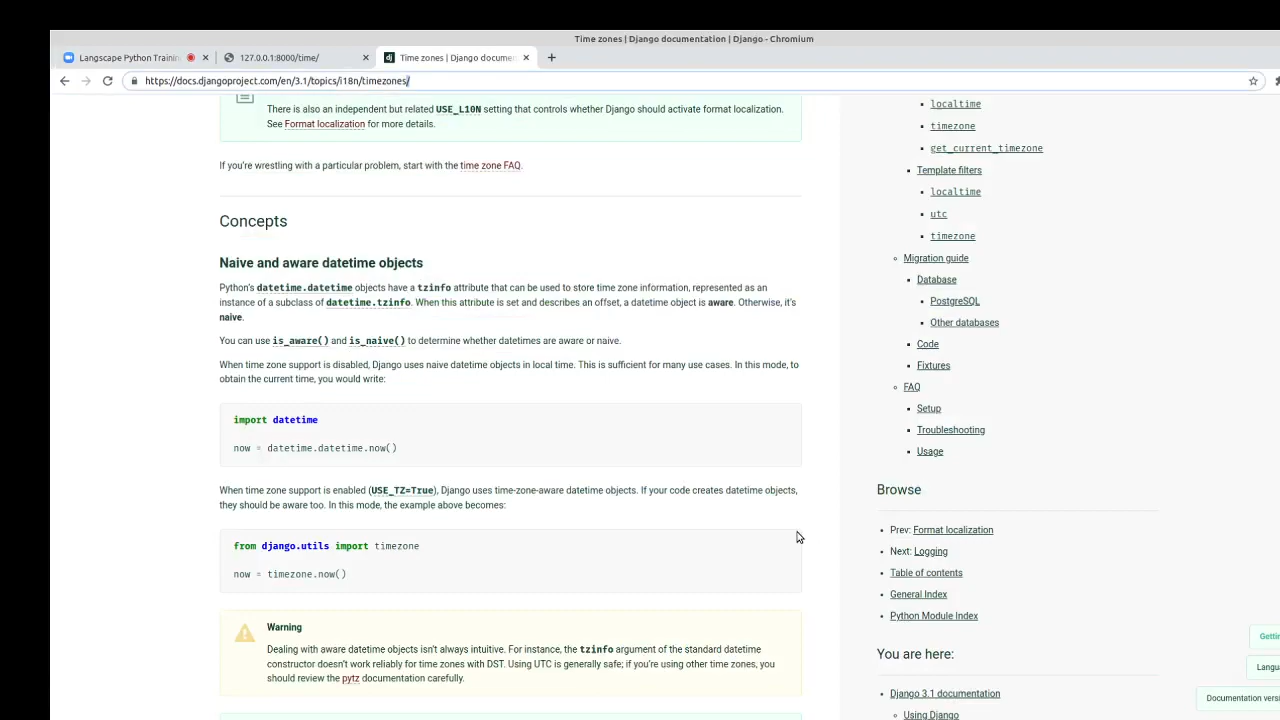 Time zones | Django documentation | Django - Chromium
Langscape Python Trainin
127.0.0.1:8000/time/
Time zones | Django documen
https://docs.djangoproject.com/en/3.1/topics/i18n/timezones/
There is also an independent but related USE_L10N setting that controls whether Django should activate format localization.
See Format localization for more details.
If you're wrestling with a particular problem, start with the time zone FAQ.
Concepts
Naive and aware datetime objects
Python's datetime.datetime objects have a tzinfo attribute that can be used to store time zone information, represented as an
instance of a subclass of datetime.tzinfo. When this attribute is set and describes an offset, a datetime object is aware. Otherwise, it's
naive.
You can use is_aware() and is_naive() to determine whether datetimes are aware or naive.
When time zone support is disabled, Django uses naive datetime objects in local time. This is sufficient for many use cases. In this mode, to
obtain the current time, you would write:
import datetime
now = datetime.datetime.now()
When time zone support is enabled (USE_TZ=True), Django uses time-zone-aware datetime objects. If your code creates datetime objects,
they should be aware too. In this mode, the example above becomes:
from django.utils import timezone
now = timezone.now()
Warning
Dealing with aware datetime objects isn't always intuitive. For instance, the tzinfo argument of the standard datetime
constructor doesn't work reliably for time zones with DST. Using UTC is generally safe; if you're using other time zones, you
should review the pytz documentation carefully.
localtime
timezone
get_current_timezone
Template filters
localtime
utc
timezone
Migration guide
Database
PostgreSQL
Other databases
Code
Fixtures
FAQ
Setup
Troubleshooting
Usage
Browse
Prev: Format localization
Next: Logging
Table of contents
General Index
Python Module Index
You are here:
Django 3.1 documentation
Using Django
Gettin
Langu
Documentation versi